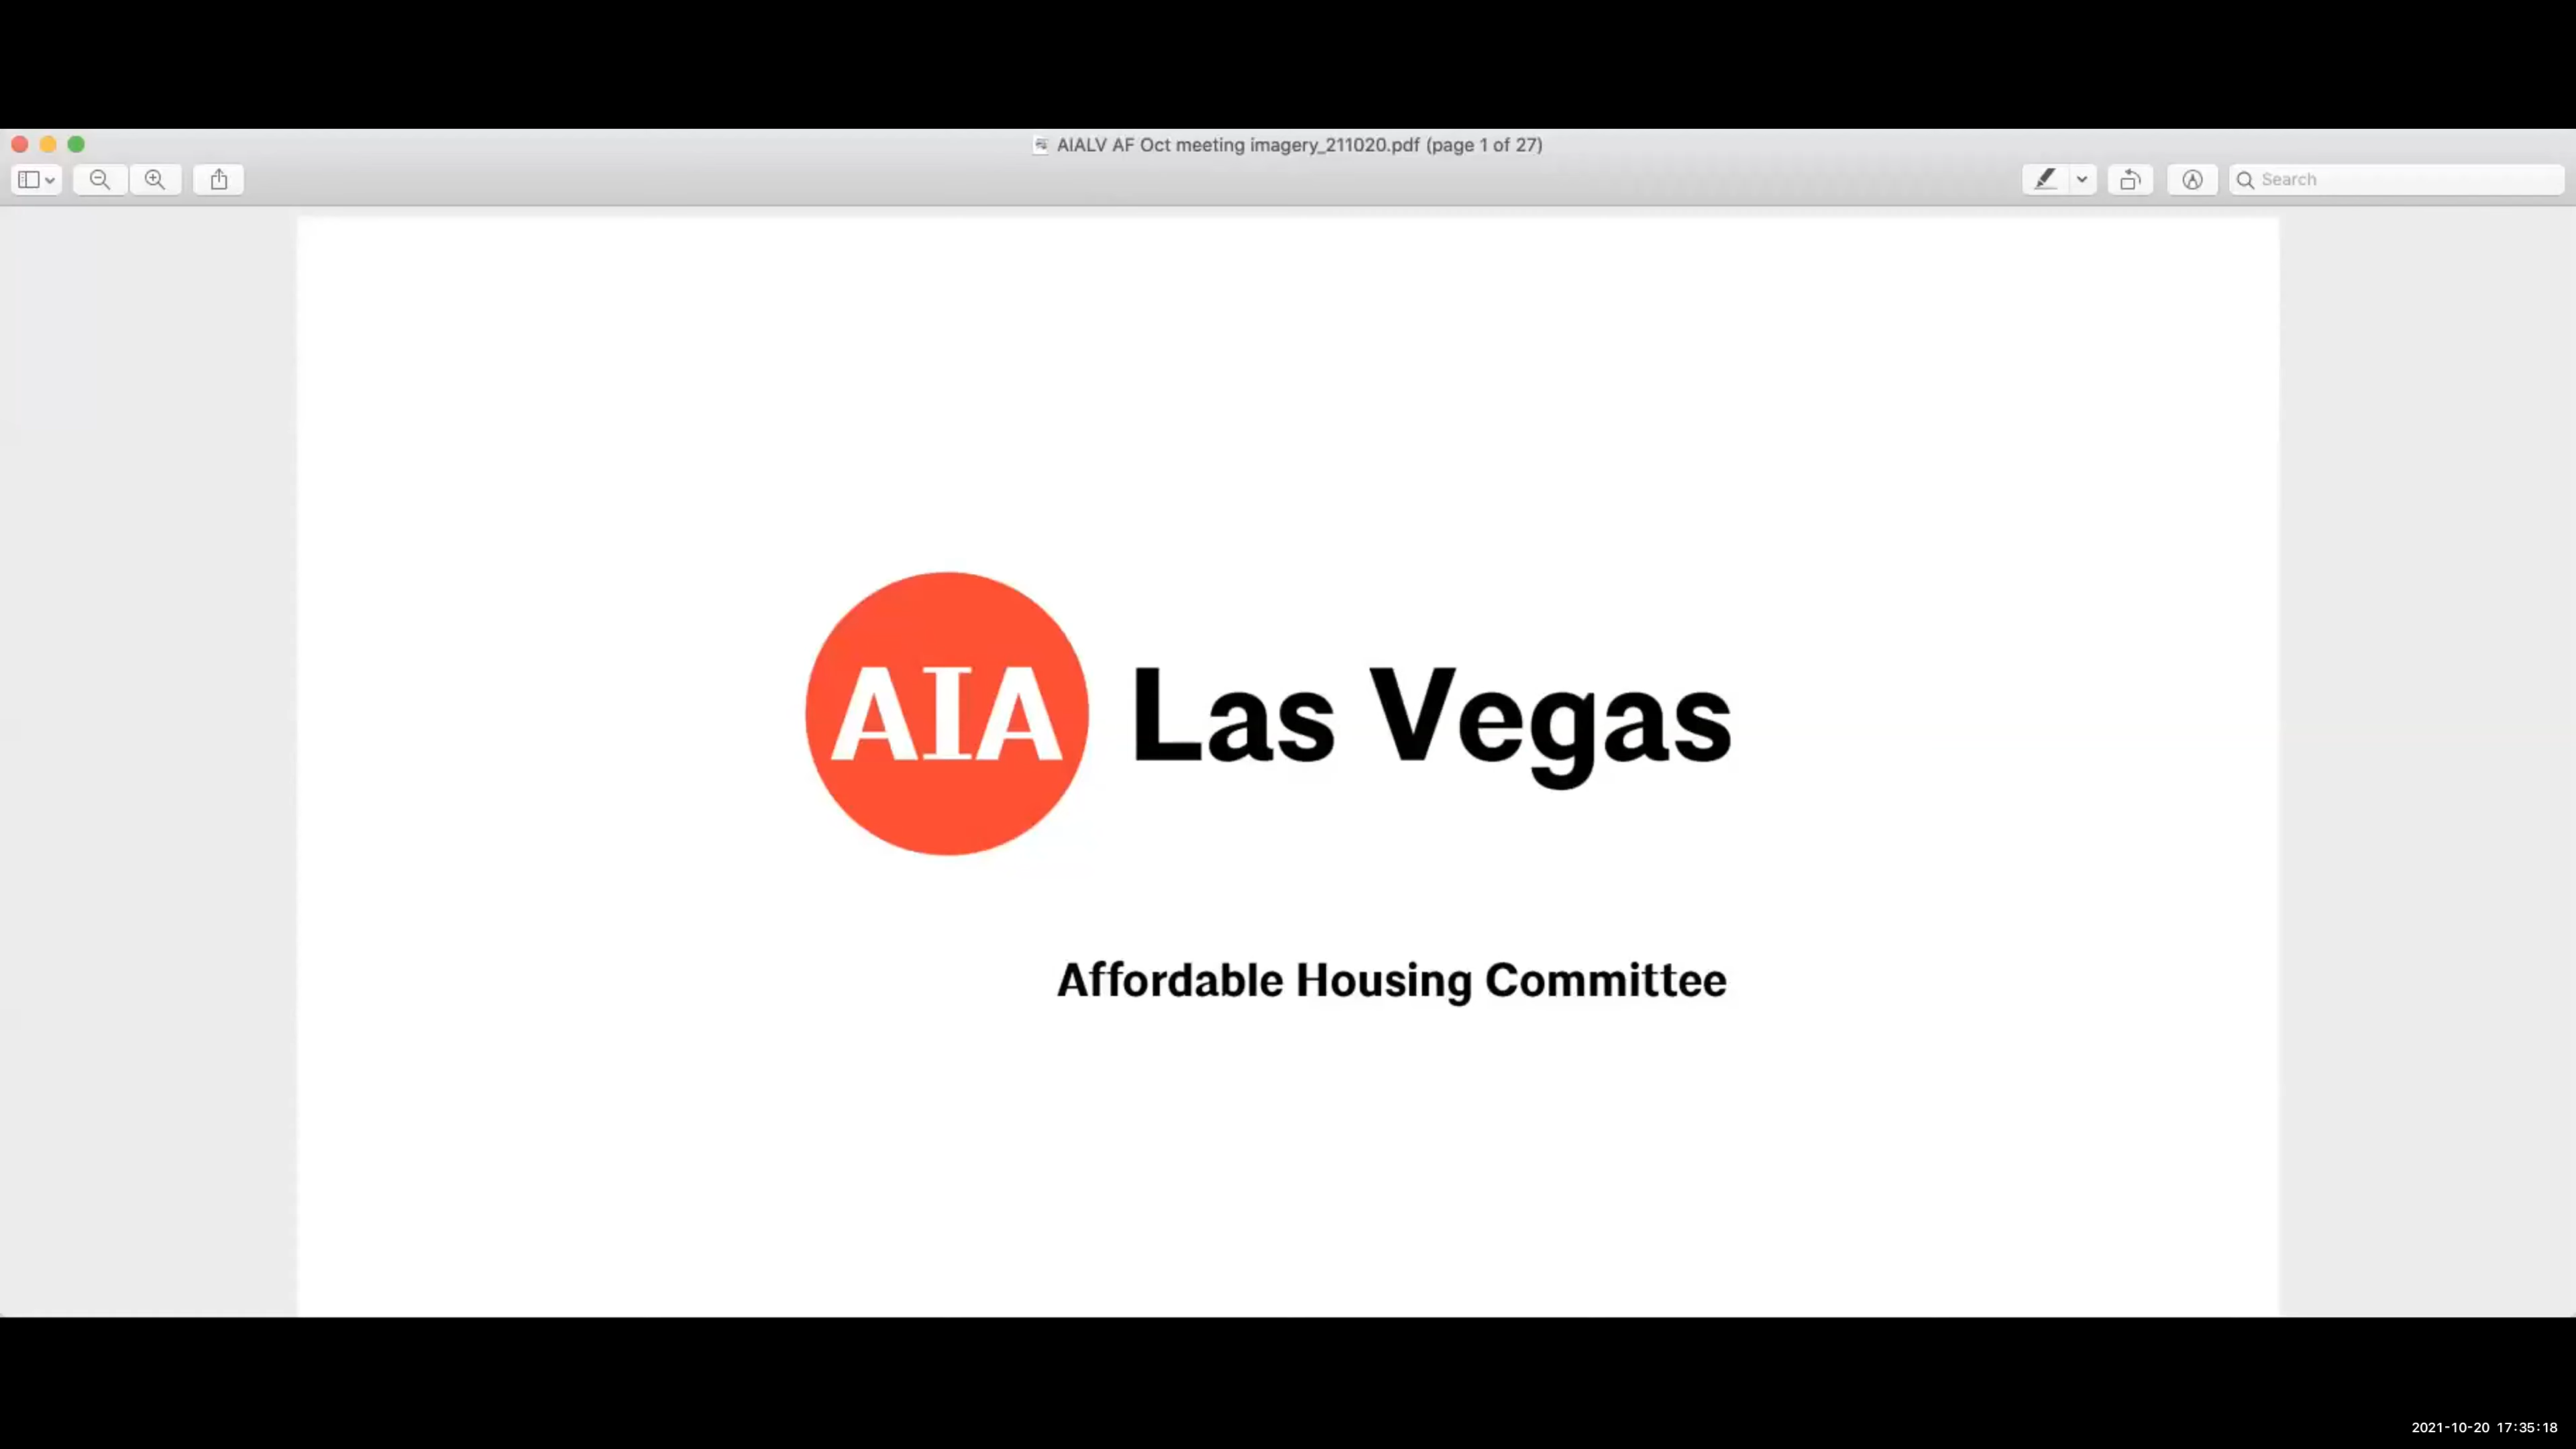 AIALV AF Oct meeting imagery_211020.pdf (page 1 of 27)
Search
AIA Las Vegas
Affordable Housing Committee
2021-10-20 17:35:18